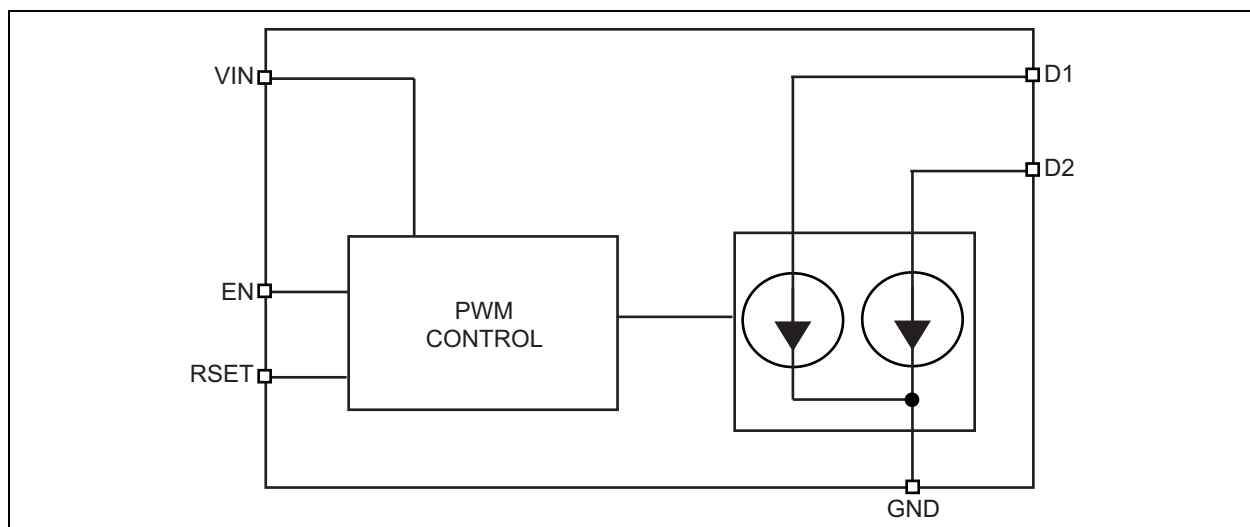 VIN
D1
D2
EN
PWM
CONTROL
RSET
GND